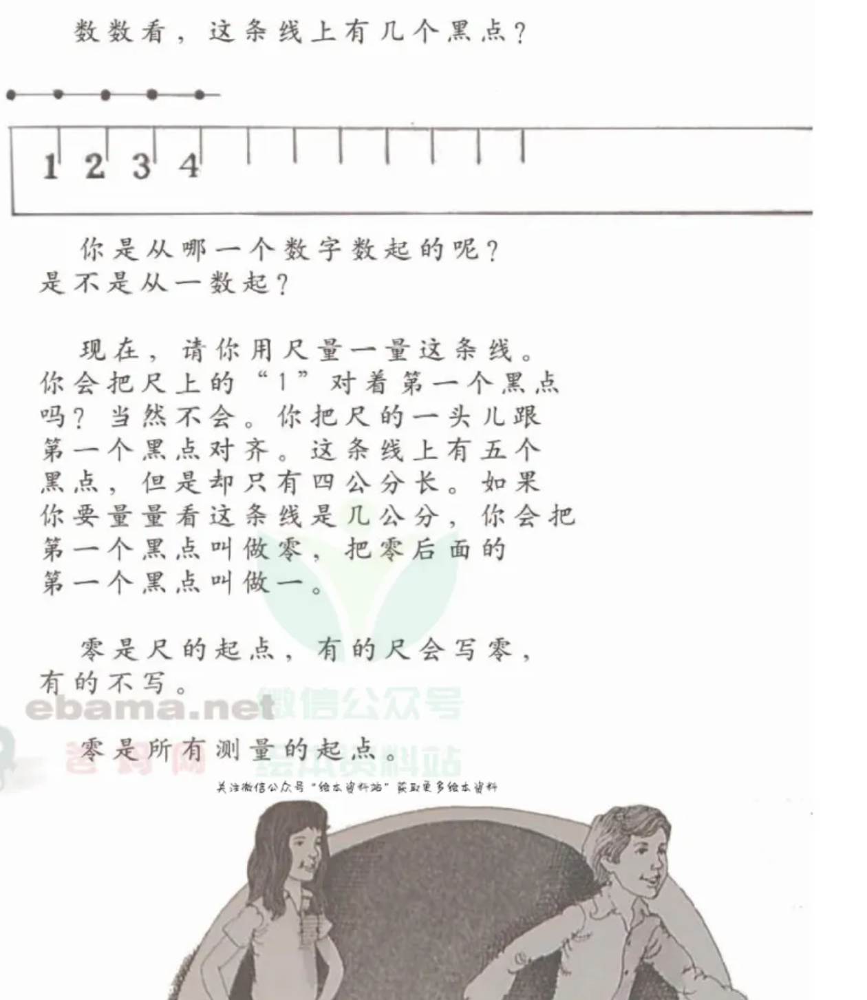 数数看，这条线上有几个黑点？
1 2 3 4
你是从哪一个数字数起的呢？
是不是从一数起？
现在，请你用尺量一量这条线。
你会把尺上的“1”对着第一个黑点
吗？当然不会。你把尺的一头儿跟
第一个黑点对齐。这条线上有五个
黑点，但是却只有四公分长。如果
你要量量看这条线是几公分，你会把
第一个黑点叫做零，把零后面的
第一个黑点叫做一。
零是尺的起点，有的尺会写零，
有的不写。
ebama.net
微信公众号
零是所有测量的起点。
爸妈网
绘本资料站
关注微信公众号“绘本资料站”获取更多绘本资料